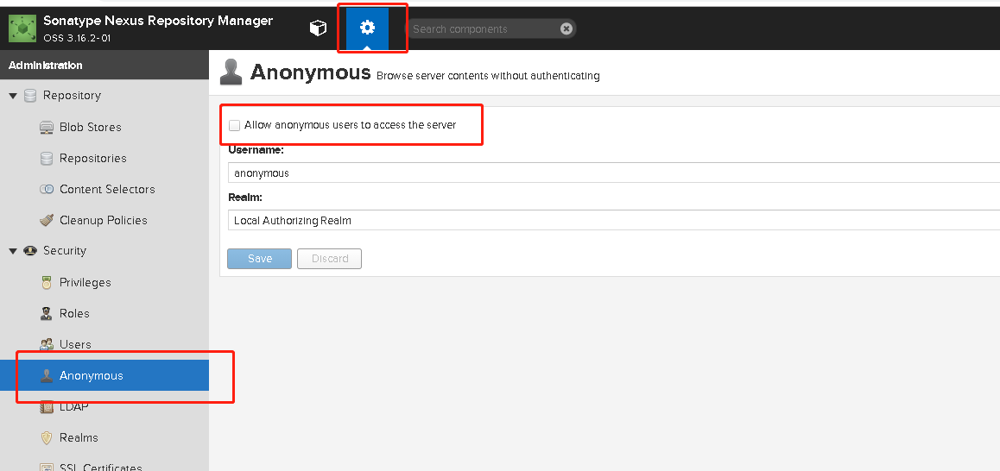 Sonatype Nexus Repository Manager
OSS 3.16.2-01
Search components
Administration
Repository
Blob Stores
Repositories
Content Selectors
Cleanup Policies
Security
Privileges
Roles
Users
Anonymous
LDAP
Realms
SSL Certificates
Anonymous Browse server contents without authenticating
Allow anonymous users to access the server
Username:
anonymous
Realm:
Local Authorizing Realm
Save Discard